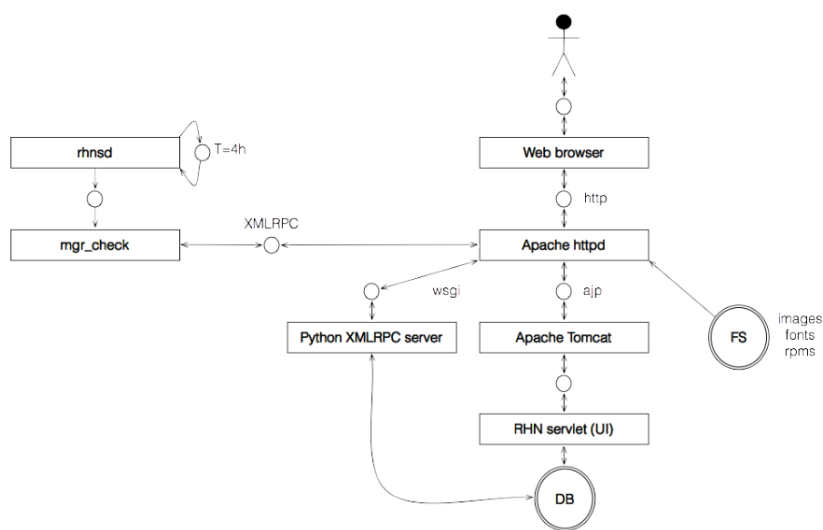 rhnsd
T=4h
Web browser
http
XMLRPC
mgr_check
Apache httpd
wsgi
ajp
Python XMLRPC server
Apache Tomcat
FS
images
fonts
rpms
RHN servlet (UI)
DB